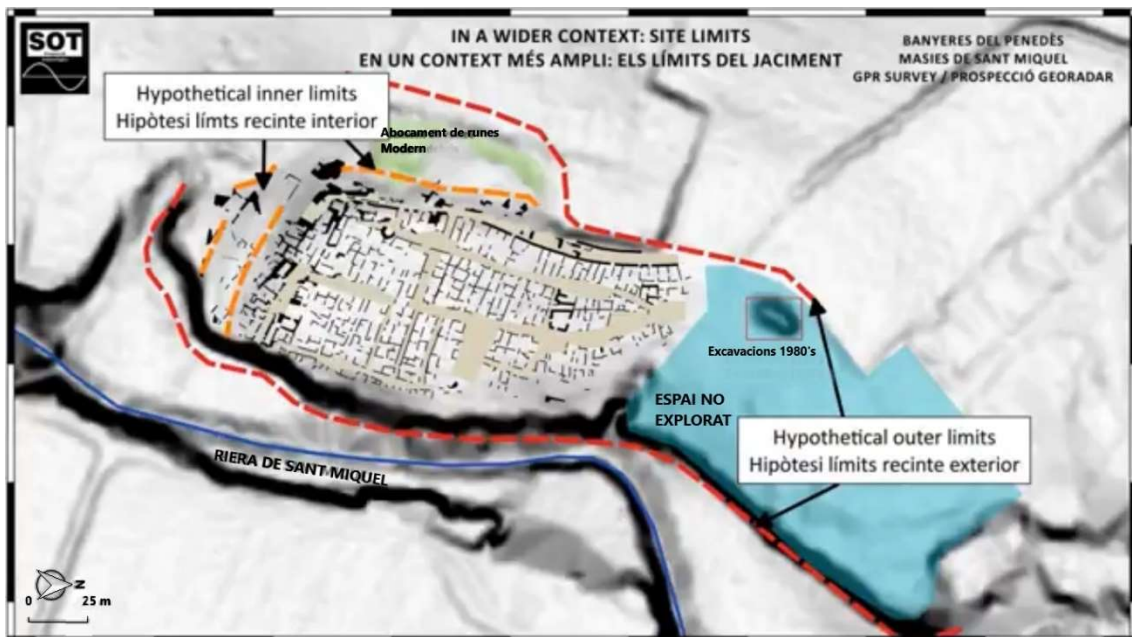 SOT
IN A WIDER CONTEXT: SITE LIMITS
EN UN CONTEXT MÉS AMPLI: ELS LÍMITS DEL JACIMENT
BANYERES DEL PENEDÈS
MASIES DE SANT MIQUEL
GPR SURVEY / PROSPECCIÓ GEORADAR
Hypothetical inner limits
Hipòtesi límts recinte interior
Abocament de runes
Modern
Excavacions 1980's
ESPAI NO
EXPLORAT
Hypothetical outer limits
Hipòtesi límits recinte exterior
RIERA DE SANT MIQUEL
N
0 25 m